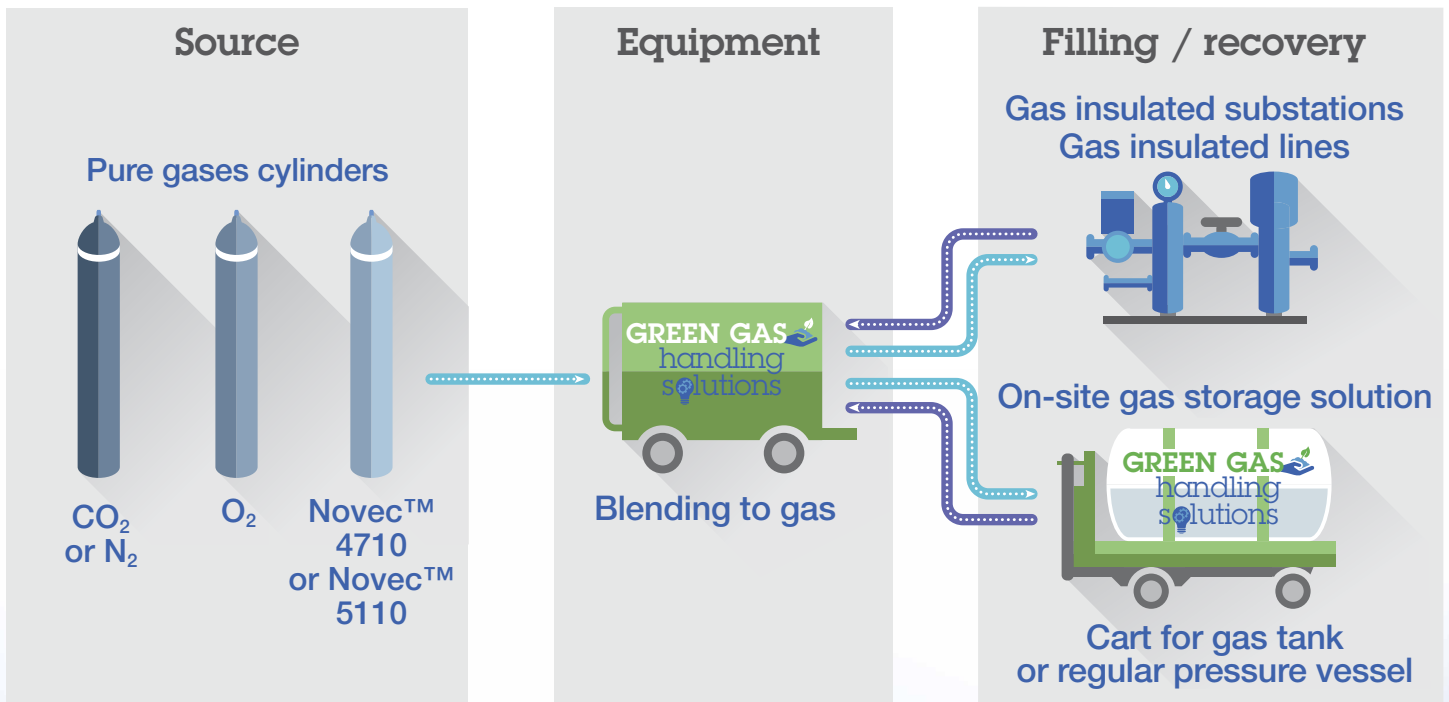 Source
Pure gases cylinders
CO₂
or N₂
O₂
Novec™
4710
or Novec™
5110
Equipment
GREEN GAS
handling
solutions
Blending to gas
Filling / recovery
Gas insulated substations
Gas insulated lines
On-site gas storage solution
GREEN GAS
handling
solutions
Cart for gas tank
or regular pressure vessel